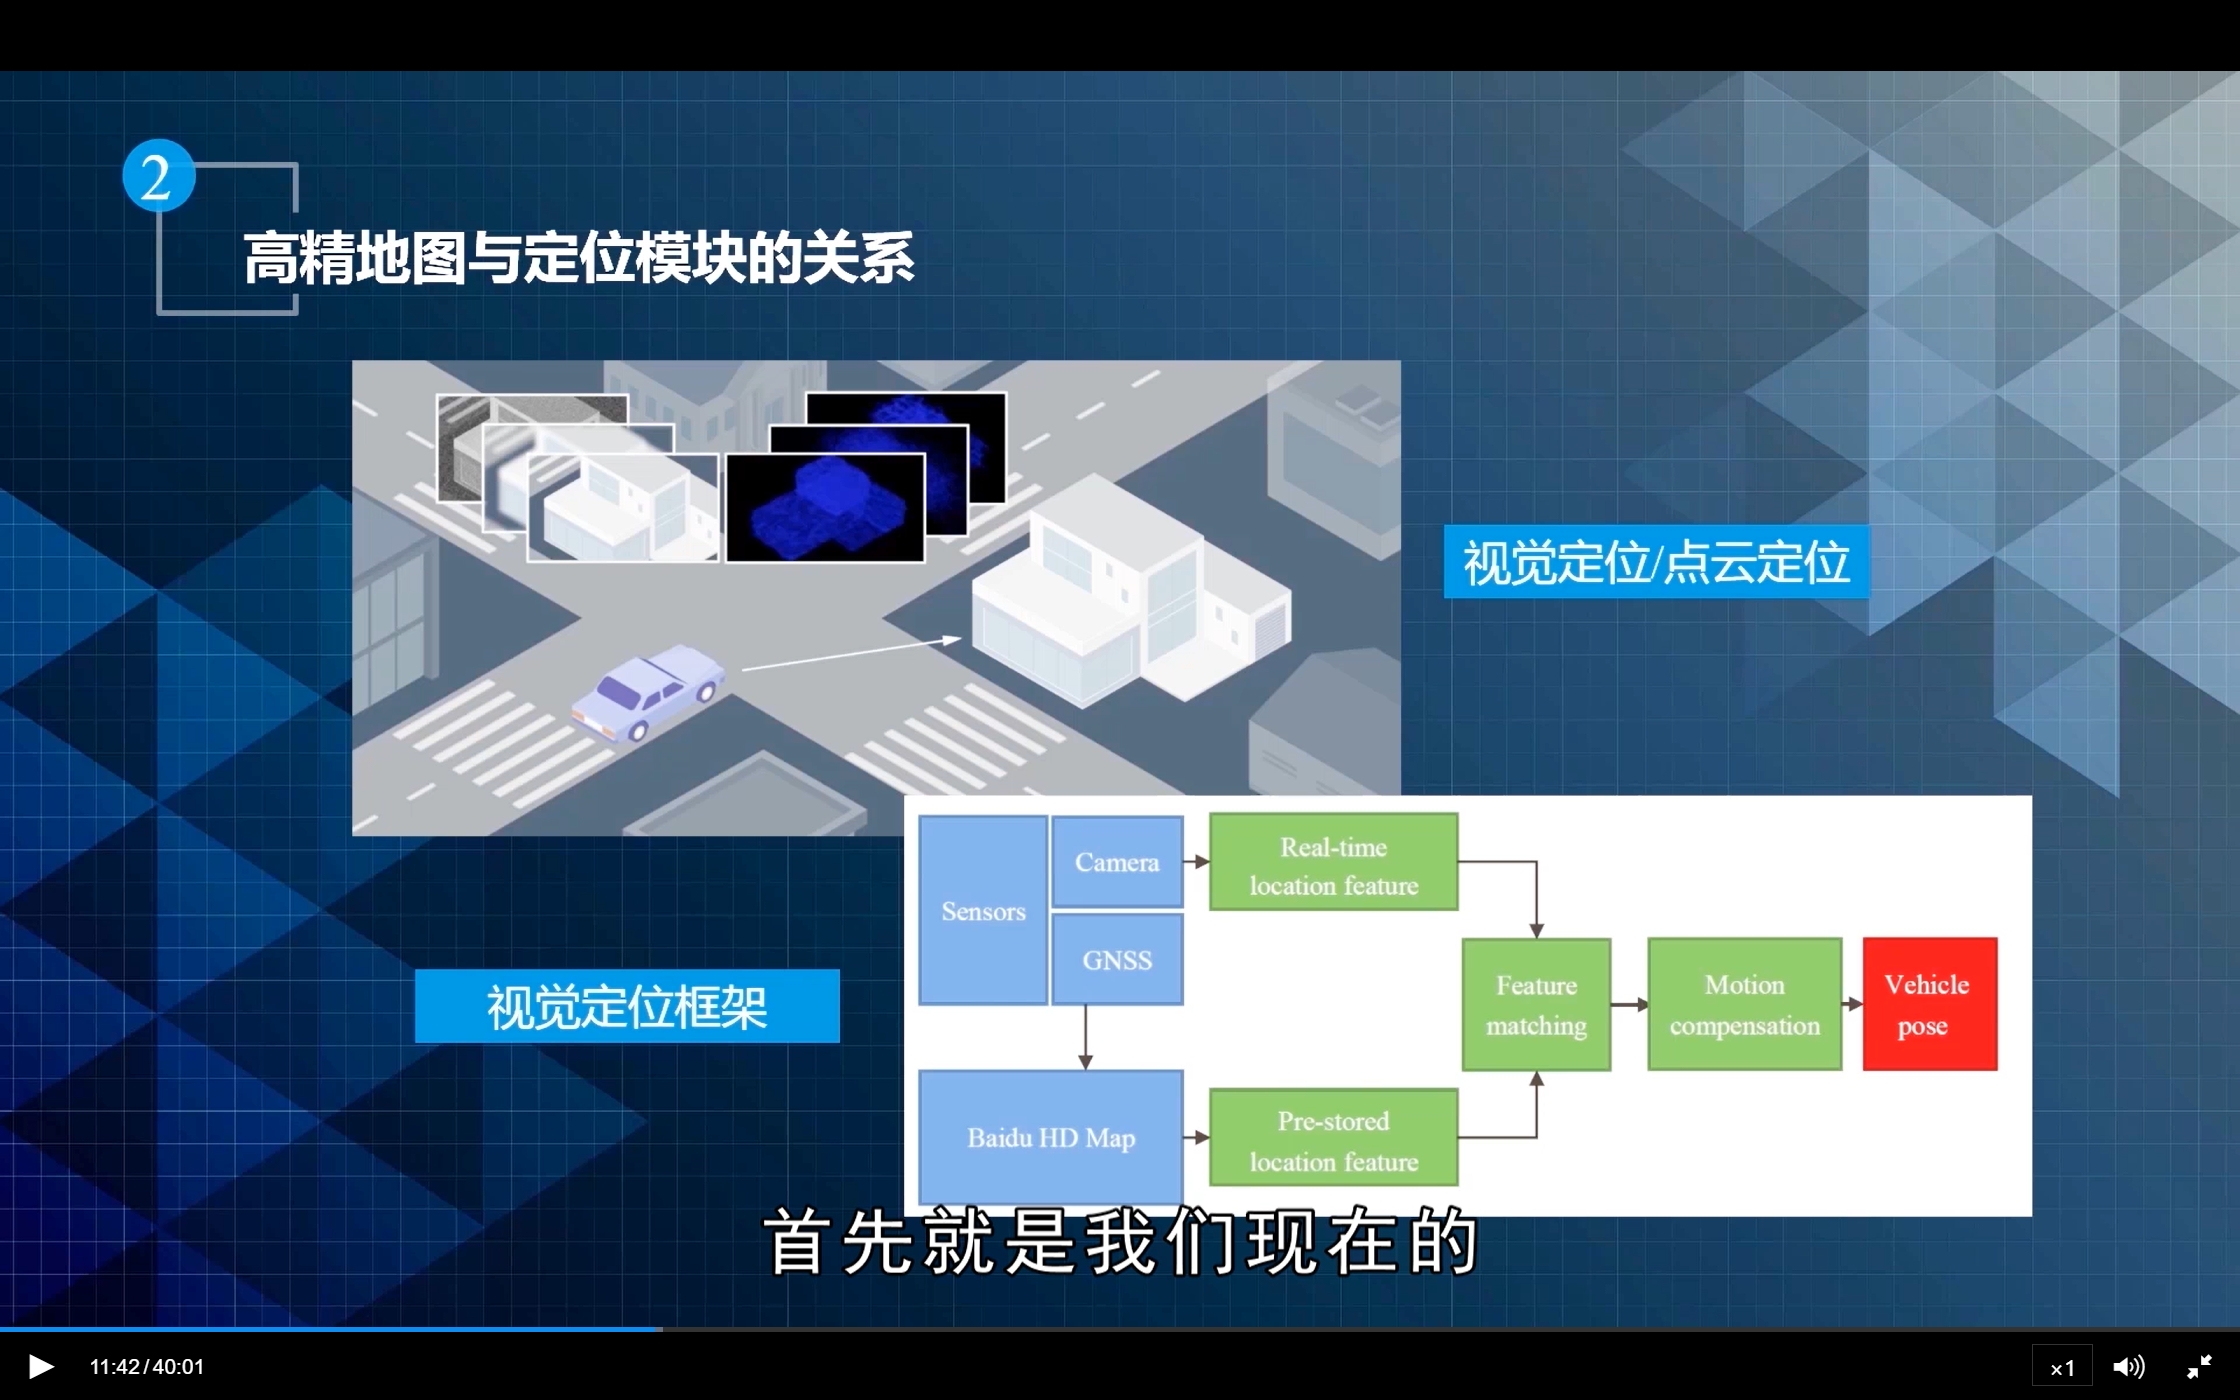 2
高精地图与定位模块的关系
视觉定位/点云定位
视觉定位框架
Sensors
Camera
GNSS
Real-time
location feature
Baidu HD Map
Pre-stored
location feature
Feature
matching
Motion
compensation
Vehicle
pose
首先就是我们现在的
11:42/40:01
×1